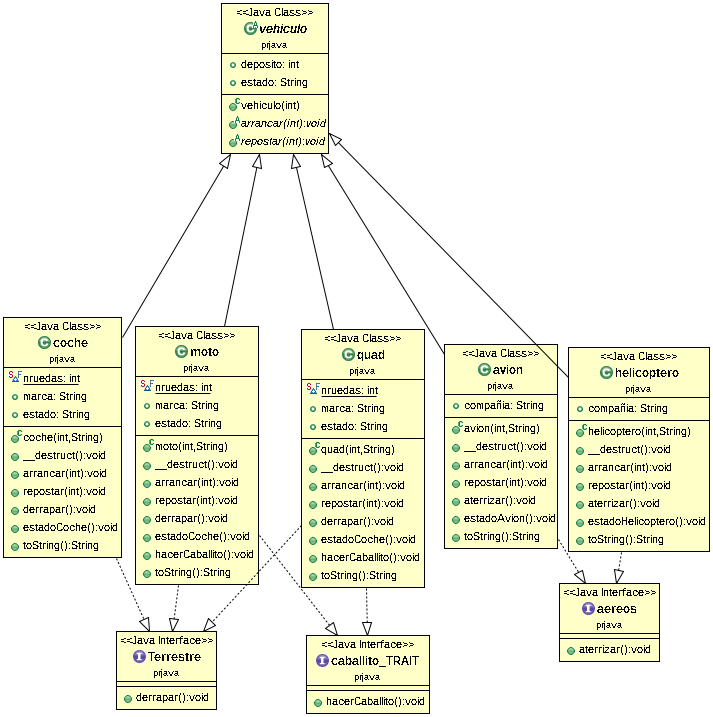 <<Java Class>>
vehiculo
prjava
deposito: int
estado: String
vehiculo(int)
arrancar(int):void
repostar(int):void
<<Java Class>>
coche
prjava
nruedas: int
marca: String
estado: String
coche(int,String)
__destruct():void
arrancar(int):void
repostar(int):void
derrapar():void
estadoCoche():void
toString():String
<<Java Class>>
moto
prjava
nruedas: int
marca: String
estado: String
moto(int,String)
__destruct():void
arrancar(int):void
repostar(int):void
derrapar():void
estadoCoche():void
hacerCaballito():void
toString():String
<<Java Class>>
quad
prjava
nruedas: int
marca: String
estado: String
quad(int,String)
__destruct():void
arrancar(int):void
repostar(int):void
derrapar():void
estadoCoche():void
hacerCaballito():void
toString():String
<<Java Class>>
avion
prjava
compañia: String
avion(int,String)
__destruct():void
arrancar(int):void
repostar(int):void
aterrizar():void
estadoAvion():void
toString():String
<<Java Class>>
helicoptero
prjava
compañia: String
helicoptero(int,String)
__destruct():void
arrancar(int):void
repostar(int):void
aterrizar():void
estadoHelicoptero():void
toString():String
<<Java Interface>>
Terrestre
prjava
derrapar():void
<<Java Interface>>
caballito_TRAIT
prjava
hacerCaballito():void
<<Java Interface>>
aereos
prjava
aterrizar():void